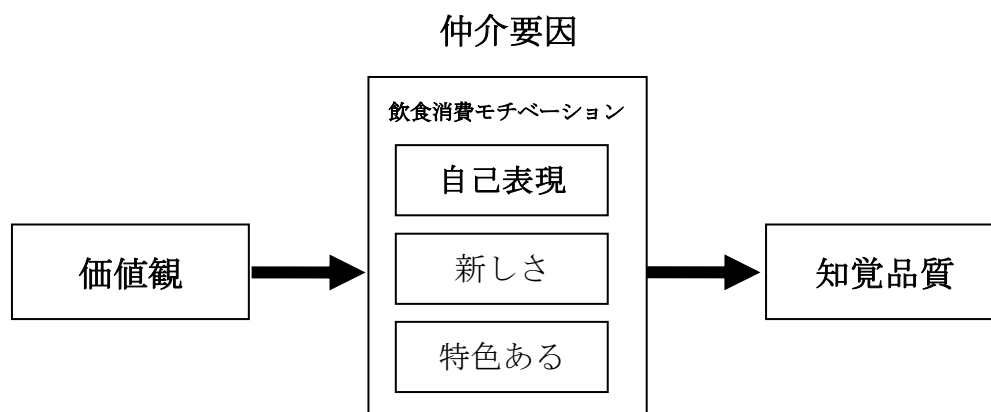 仲介要因
飲食消費モチベーション
自己表現
価値観
新しさ
知覚品質
特色ある